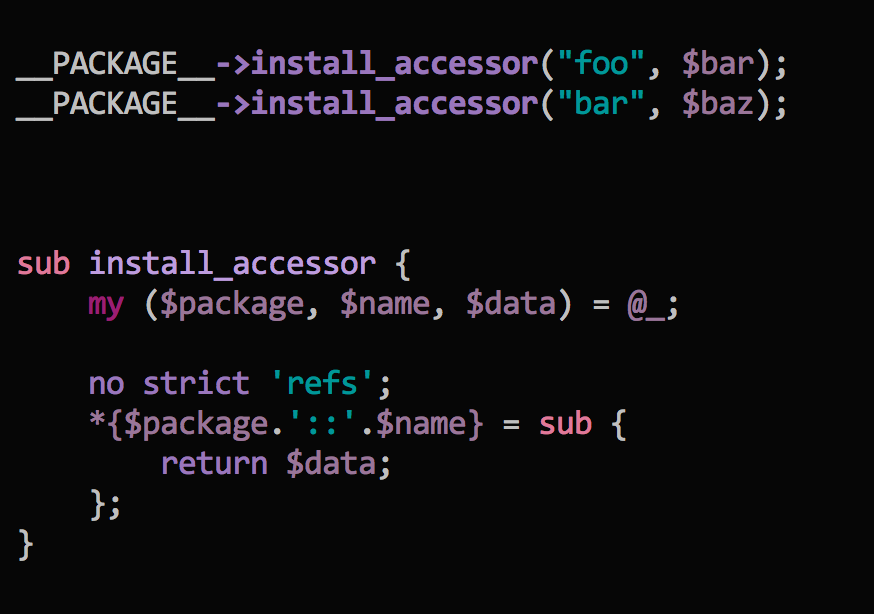 __PACKAGE__->install_accessor("foo", $bar);
__PACKAGE__->install_accessor("bar", $baz);
sub install_accessor {
    my ($package, $name, $data) = @_;
    no strict 'refs';
    *{$package.'::'.$name} = sub {
        return $data;
    };
}